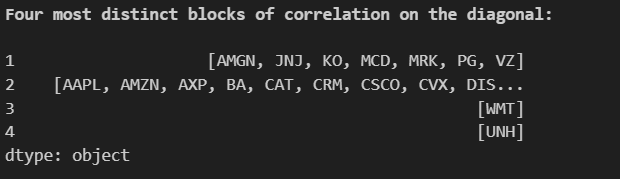 Four most distinct blocks of correlation on the diagonal:
1 [AMGN, JNJ, KO, MCD, MRK, PG, VZ]
2 [AAPL, AMZN, AXP, BA, CAT, CRM, CSCO, CVX, DIS...
3 [WMT]
4 [UNH]
dtype: object